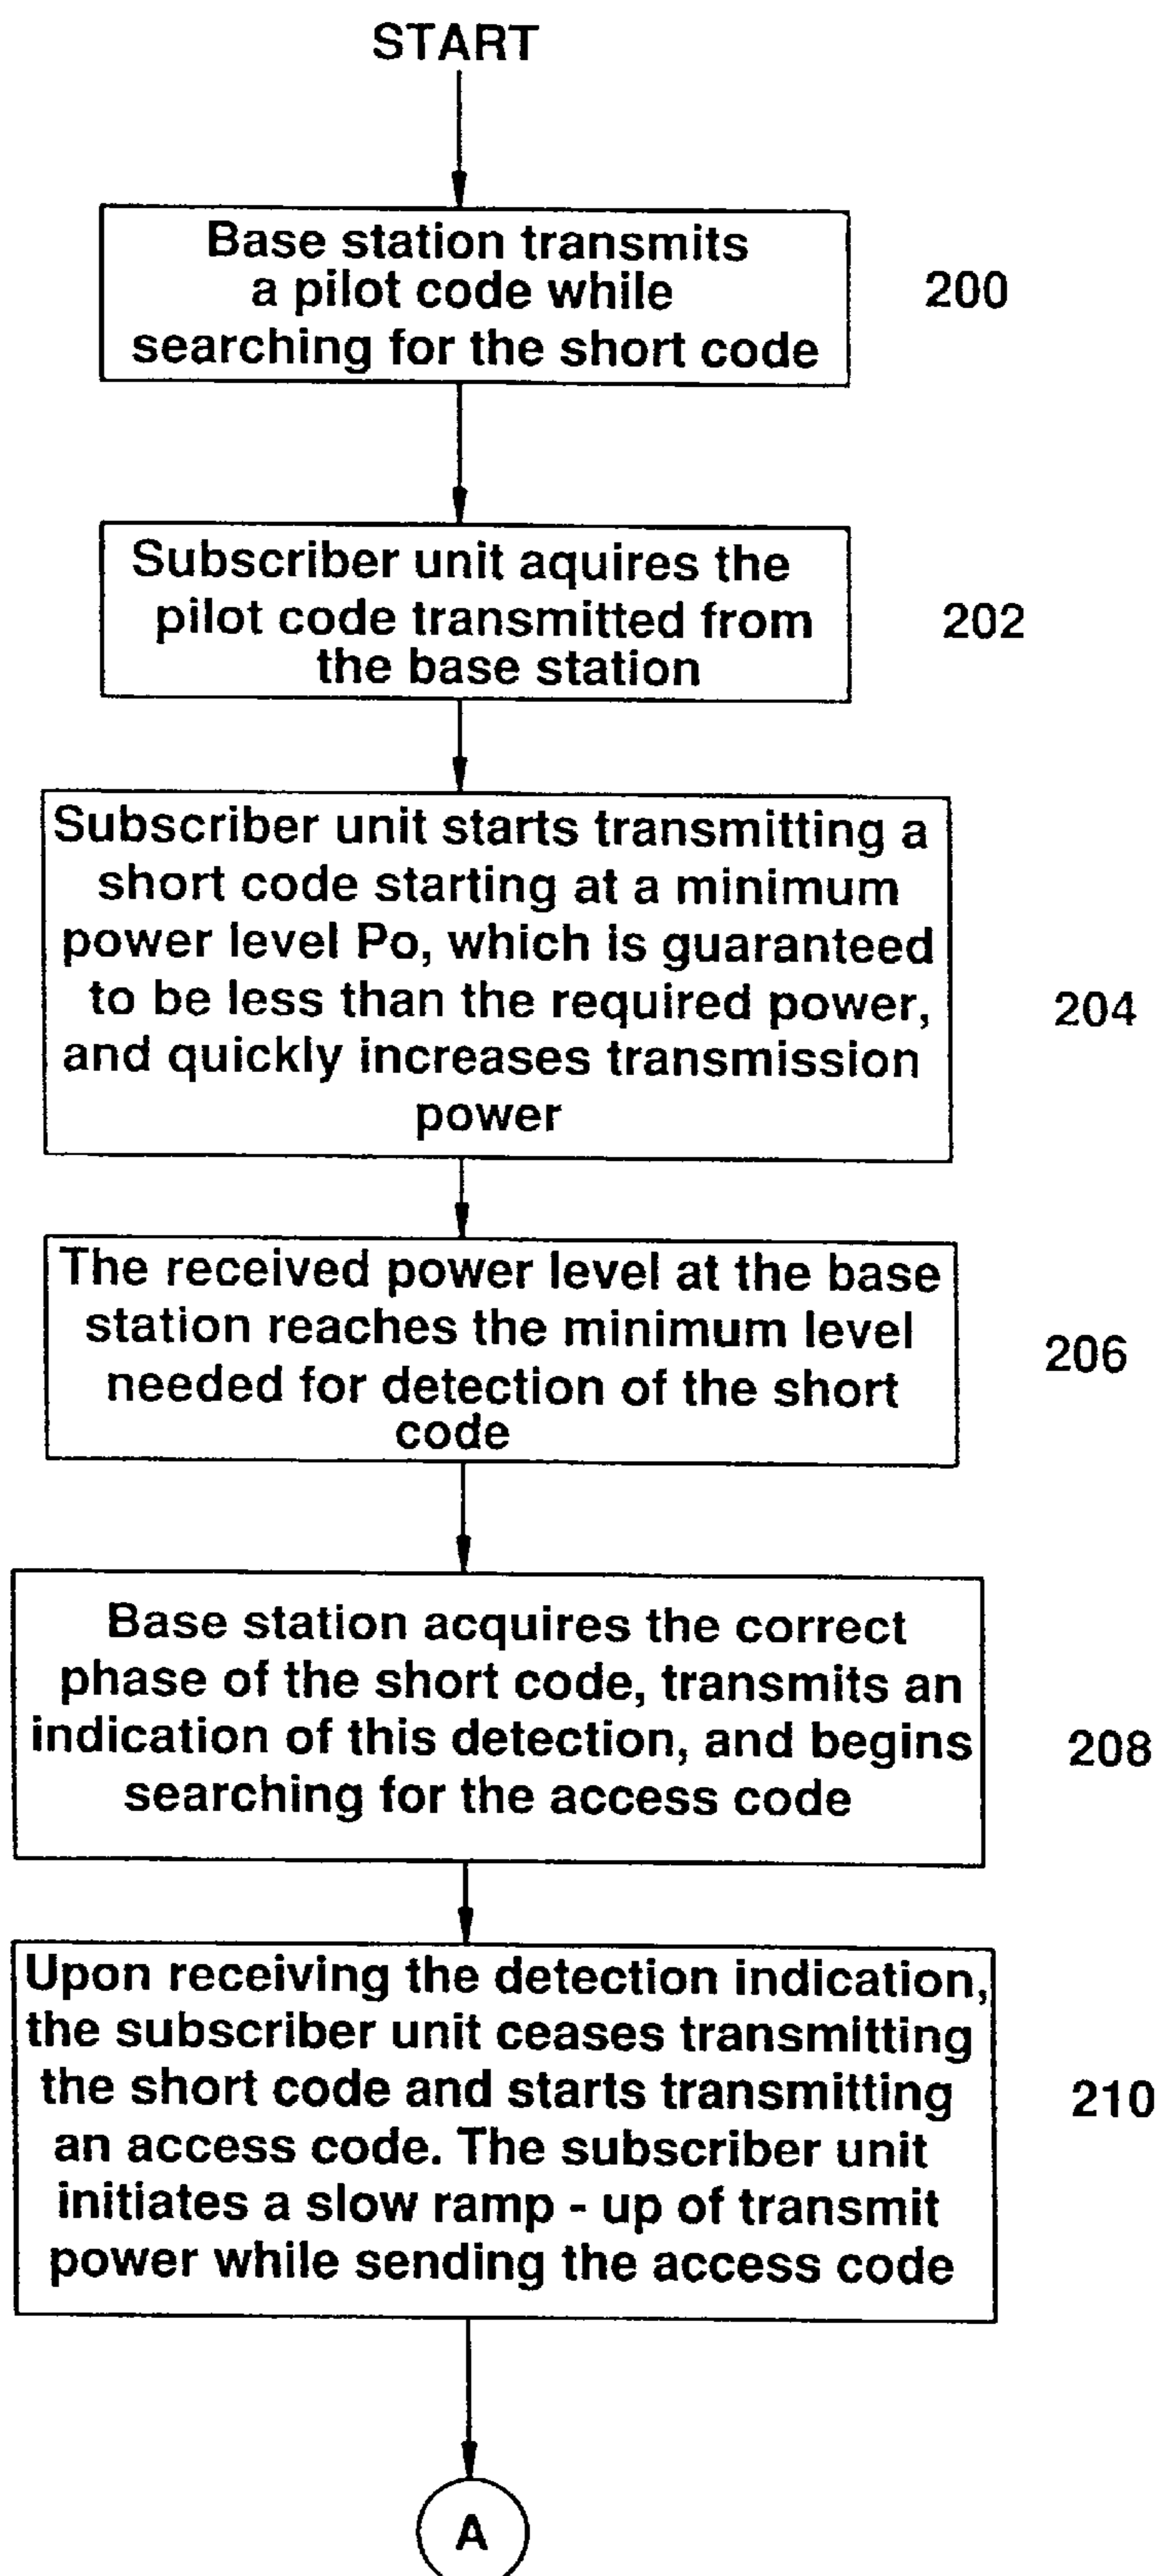 START
Base station transmits
a pilot code while
searching for the short code
200
Subscriber unit aquires the
pilot code transmitted from
the base station
202
Subscriber unit starts transmitting a
short code starting at a minimum
power level Po, which is guaranteed
to be less than the required power,
and quickly increases transmission
power
204
The received power level at the base
station reaches the minimum level
needed for detection of the short
code
206
Base station acquires the correct
phase of the short code, transmits an
indication of this detection, and begins
searching for the access code
208
Upon receiving the detection indication,
the subscriber unit ceases transmitting
the short code and starts transmitting
an access code. The subscriber unit
initiates a slow ramp - up of transmit
power while sending the access code
210
A